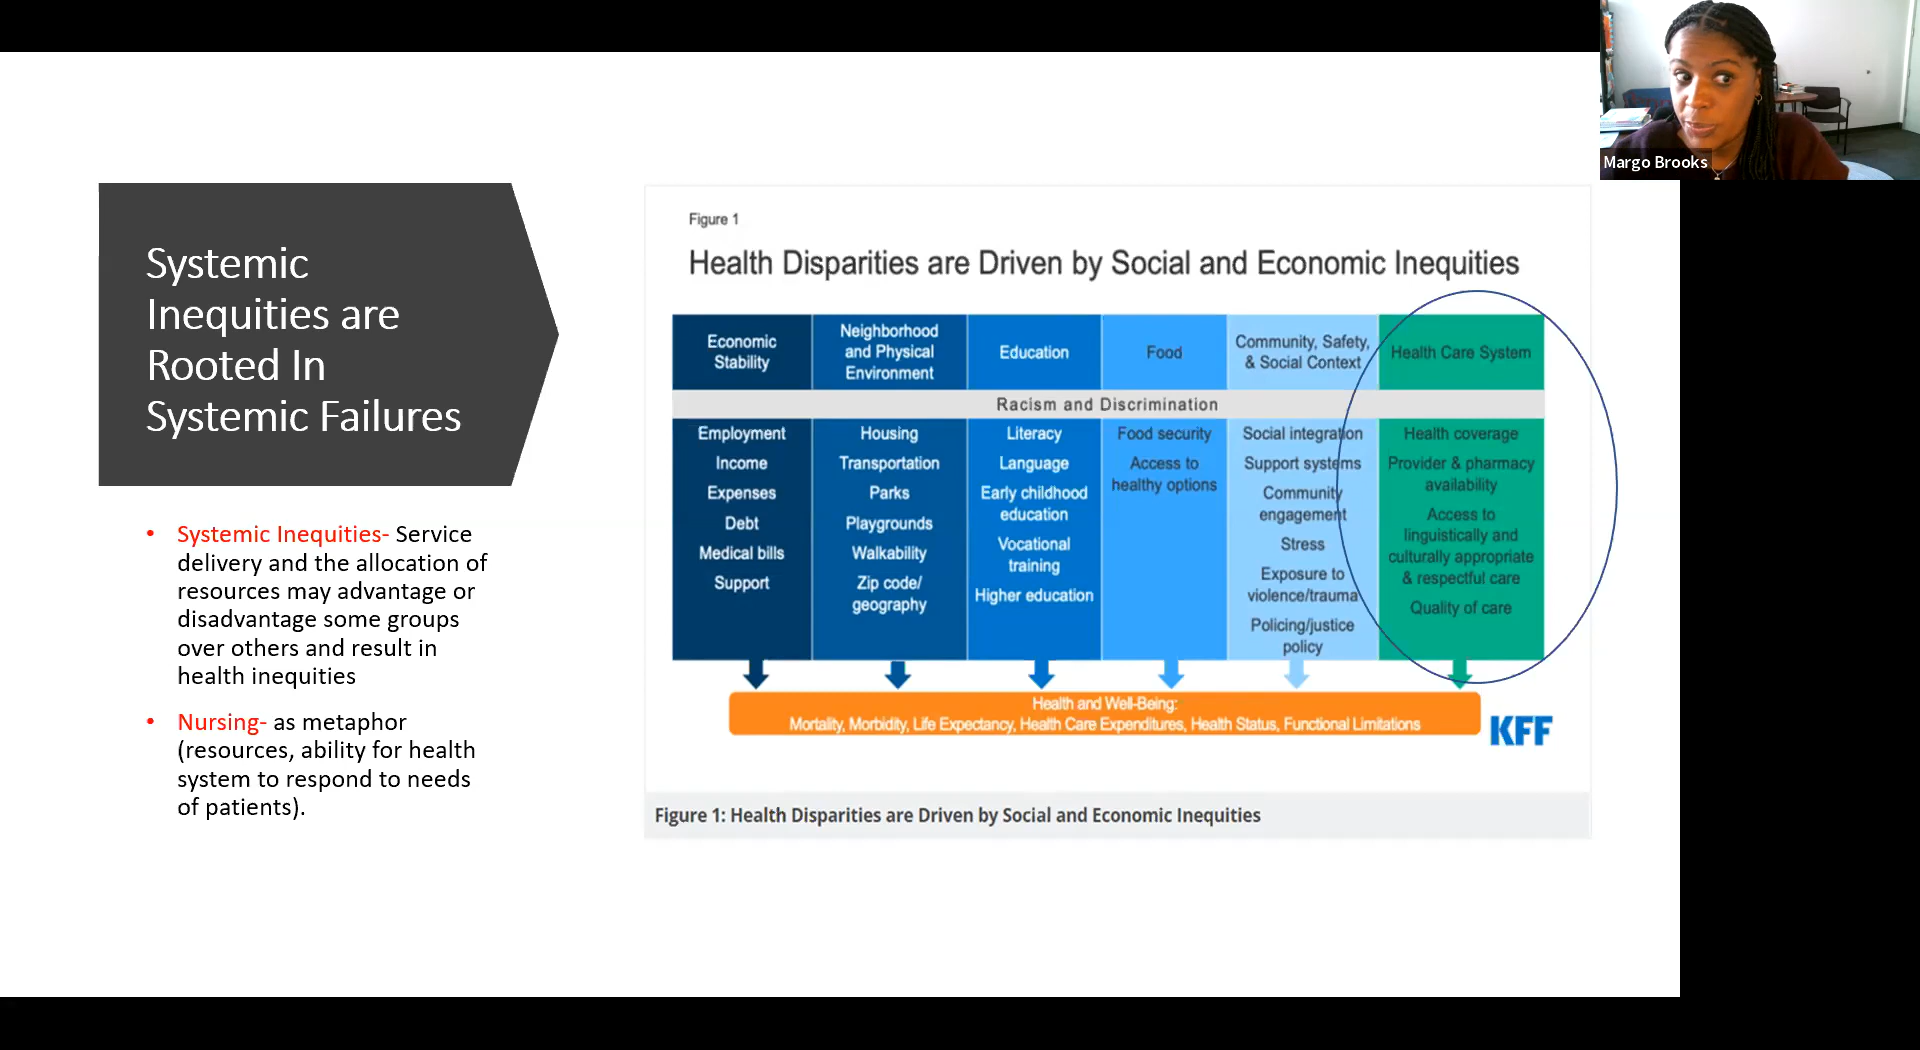 Margo Brooks
Systemic
Inequities are
Rooted In
Systemic Failures
• Systemic Inequities- Service
delivery and the allocation of
resources may advantage or
disadvantage some groups
over others and result in
health inequities
• Nursing- as metaphor
(resources, ability for health
system to respond to needs
of patients).
Figure 1
Health Disparities are Driven by Social and Economic Inequities
Economic
Stability
Neighborhood
and Physical
Environment
Education
Food
Community, Safety,
& Social Context
Health Care System
Racism and Discrimination
Employment
Income
Expenses
Debt
Medical bills
Support
Housing
Transportation
Parks
Playgrounds
Walkability
Zip code/
geography
Literacy
Language
Early childhood
education
Vocational
training
Higher education
Food security
Access to
healthy options
Social integration
Support systems
Community
engagement
Stress
Exposure to
violence/trauma
Policing/justice
policy
Health coverage
Provider & pharmacy
availability
Access to
linguistically and
culturally appropriate
& respectful care
Quality of care
Health and Well-Being:
Mortality, Morbidity, Life Expectancy, Health Care Expenditures, Health Status, Functional Limitations
KFF
Figure 1: Health Disparities are Driven by Social and Economic Inequities